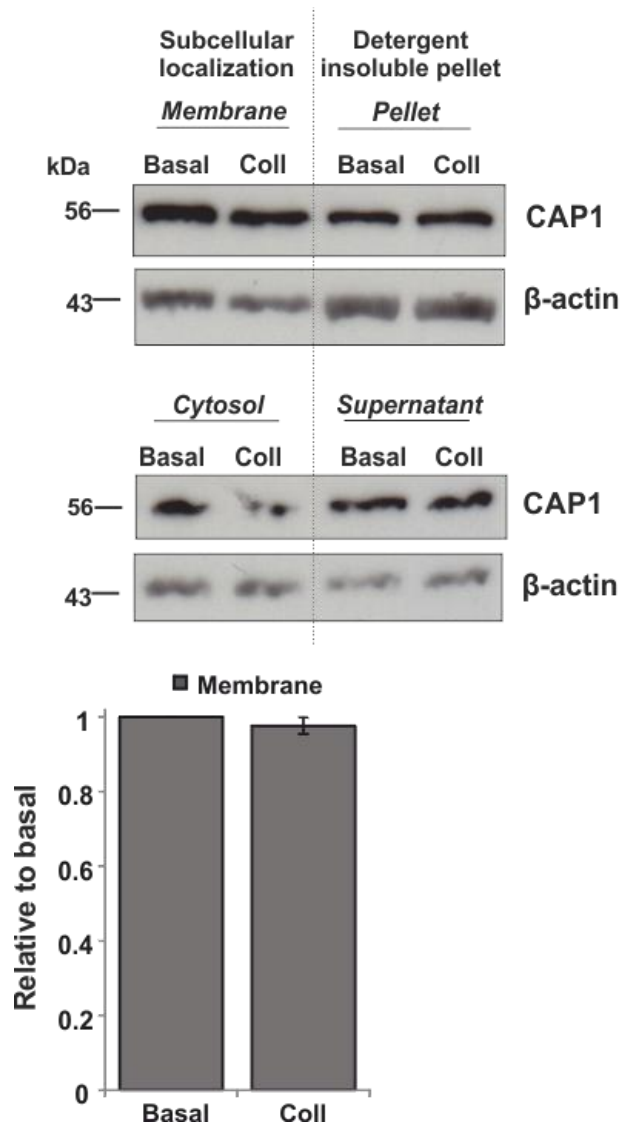 Subcellular localization
Detergent insoluble pellet
Membrane
Pellet
kDa
Basal
Coll
Basal
Coll
56
CAP1
43
β-actin
Cytosol
Supernatant
Basal
Coll
Basal
Coll
56
CAP1
43
β-actin
Membrane
Relative to basal
1
0.8
0.6
0.4
0.2
0
Basal
Coll